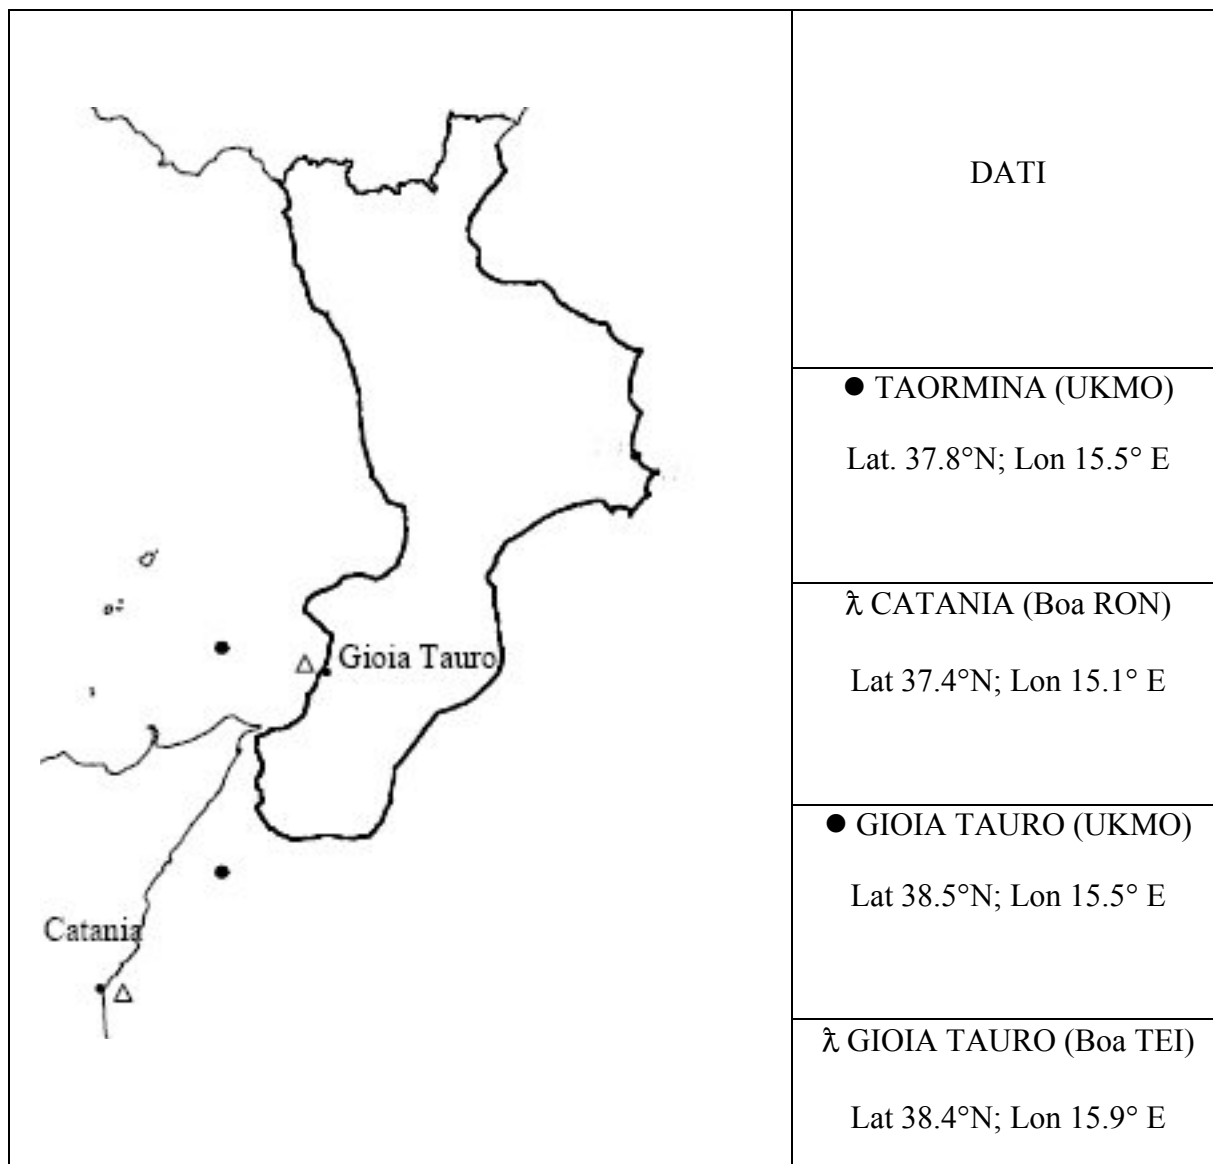 DATI
● TAORMINA (UKMO)
Lat. 37.8°N; Lon 15.5° E
λ̂ CATANIA (Boa RON)
Lat 37.4°N; Lon 15.1° E
● GIOIA TAURO (UKMO)
Lat 38.5°N; Lon 15.5° E
λ̂ GIOIA TAURO (Boa TEI)
Lat 38.4°N; Lon 15.9° E
Gioia Tauro
Catania